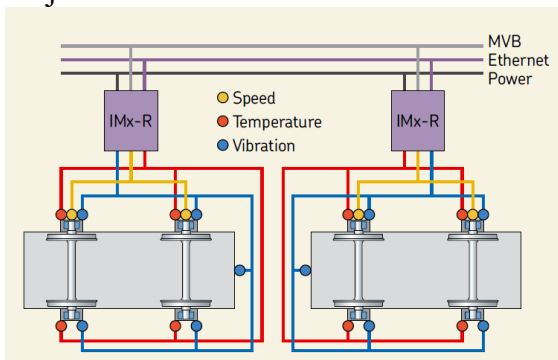 MVB
Ethernet
Power
IMx-R
Speed
Temperature
Vibration
IMx-R